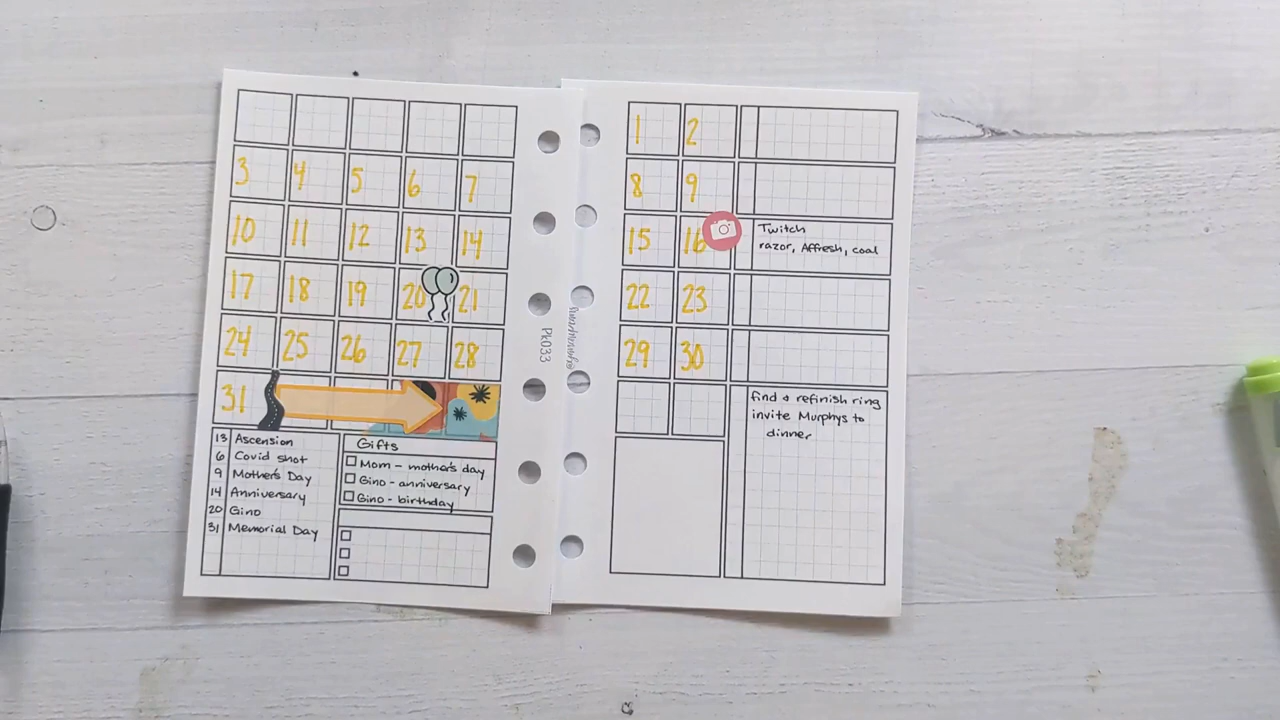 1 2
3 4 5 6 7 8 9
10 11 12 13 14 15 16
17 18 19 20 21 22 23
24 25 26 27 28 29 30
31
13 Ascension
6 Covid shot
9 Mother's Day
14 Anniversary
20 Gino
31 Memorial Day
Gifts
Mom - mother's day
Gino - anniversary
Gino - birthday
PK033
Twitch
razor, Affresh, coal
find & refinish ring
invite Murphys to
dinner